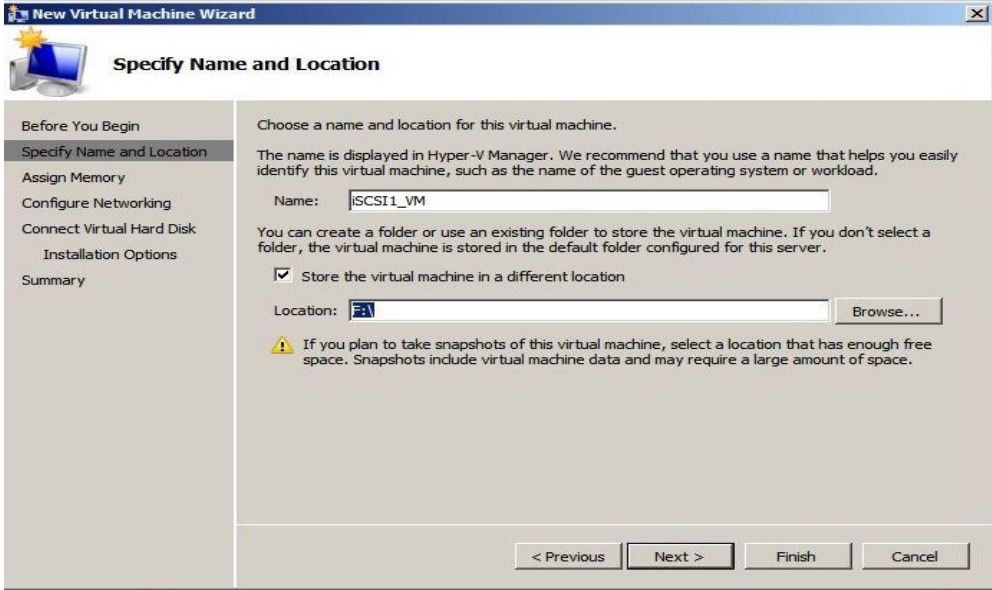 New Virtual Machine Wizard
Specify Name and Location
Before You Begin
Specify Name and Location
Assign Memory
Configure Networking
Connect Virtual Hard Disk
Installation Options
Summary
Choose a name and location for this virtual machine.
The name is displayed in Hyper-V Manager. We recommend that you use a name that helps you easily
identify this virtual machine, such as the name of the guest operating system or workload.
Name: iSCSI1_VM
You can create a folder or use an existing folder to store the virtual machine. If you don't select a
folder, the virtual machine is stored in the default folder configured for this server.
Store the virtual machine in a different location
Location: F:\ Browse...
If you plan to take snapshots of this virtual machine, select a location that has enough free
space. Snapshots include virtual machine data and may require a large amount of space.
< Previous Next > Finish Cancel